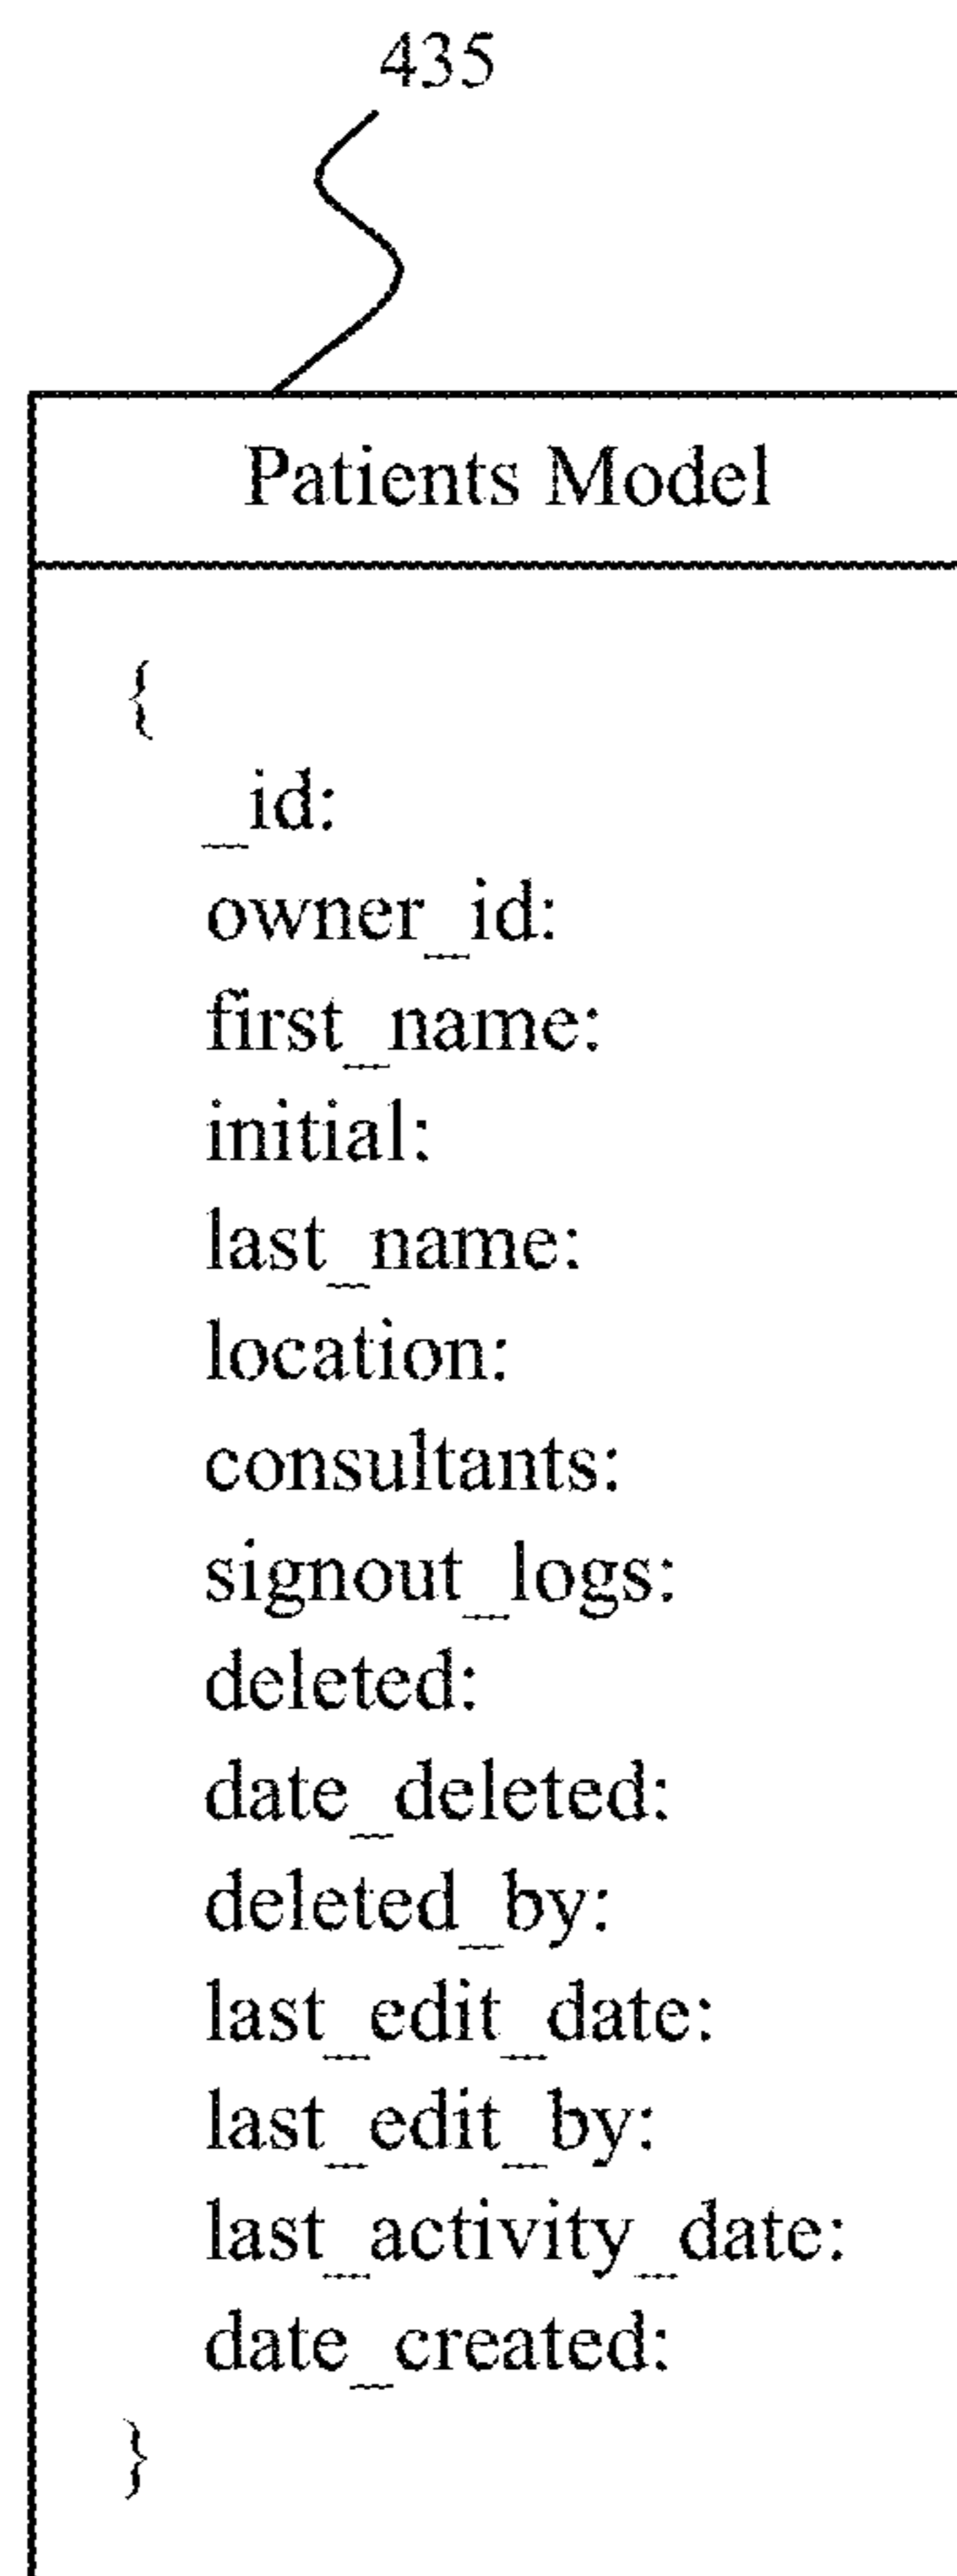 435
Patients Model
{
_id:
owner_id:
first_name:
initial:
last_name:
location:
consultants:
signout_logs:
deleted:
date_deleted:
deleted_by:
last_edit_date:
last_edit_by:
last_activity_date:
date_created:
}